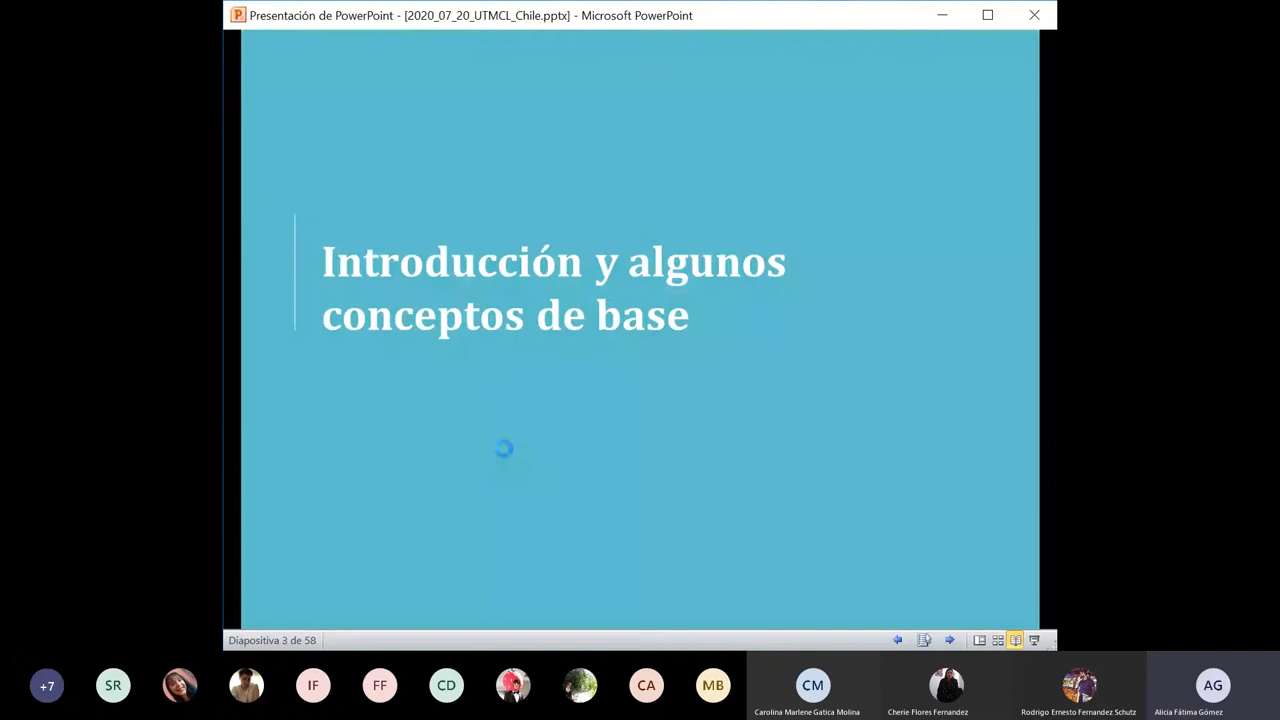 Presentación de PowerPoint - [2020_07_20_UTMCL_Chile.pptx] - Microsoft PowerPoint
Introducción y algunos
conceptos de base
Diapositiva 3 de 58
+7
SR
IF
FF
CD
CA
MB
CM
AG
Carolina Marlene Gatica Molina
Cherie Flores Fernandez
Rodrigo Ernesto Fernandez Schutz
Alicia Fátima Gómez